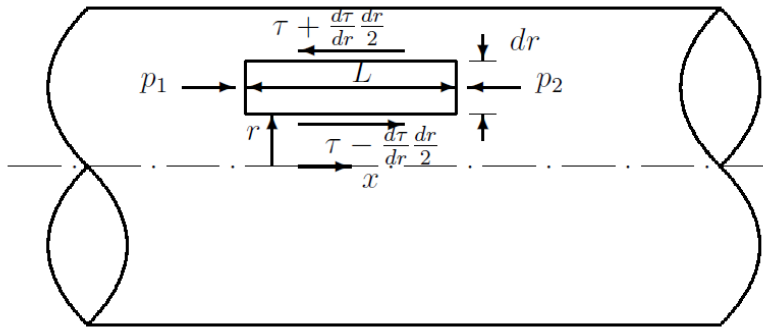 τ + dτ/dr dr/2
dr
p₁
L
p₂
r
τ − dτ/dr dr/2
x